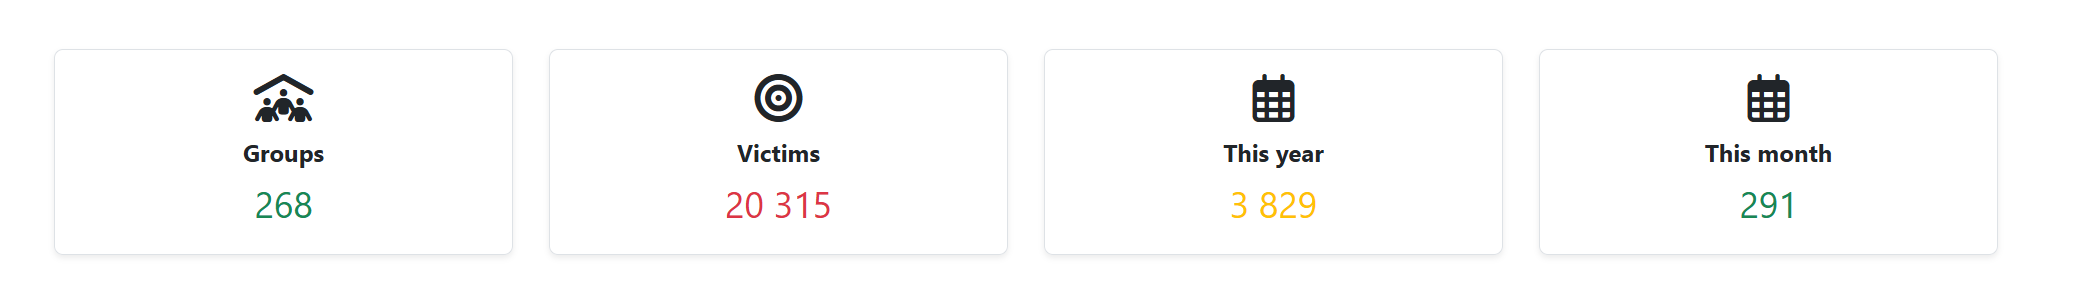 Groups
268
Victims
20 315
This year
3 829
This month
291